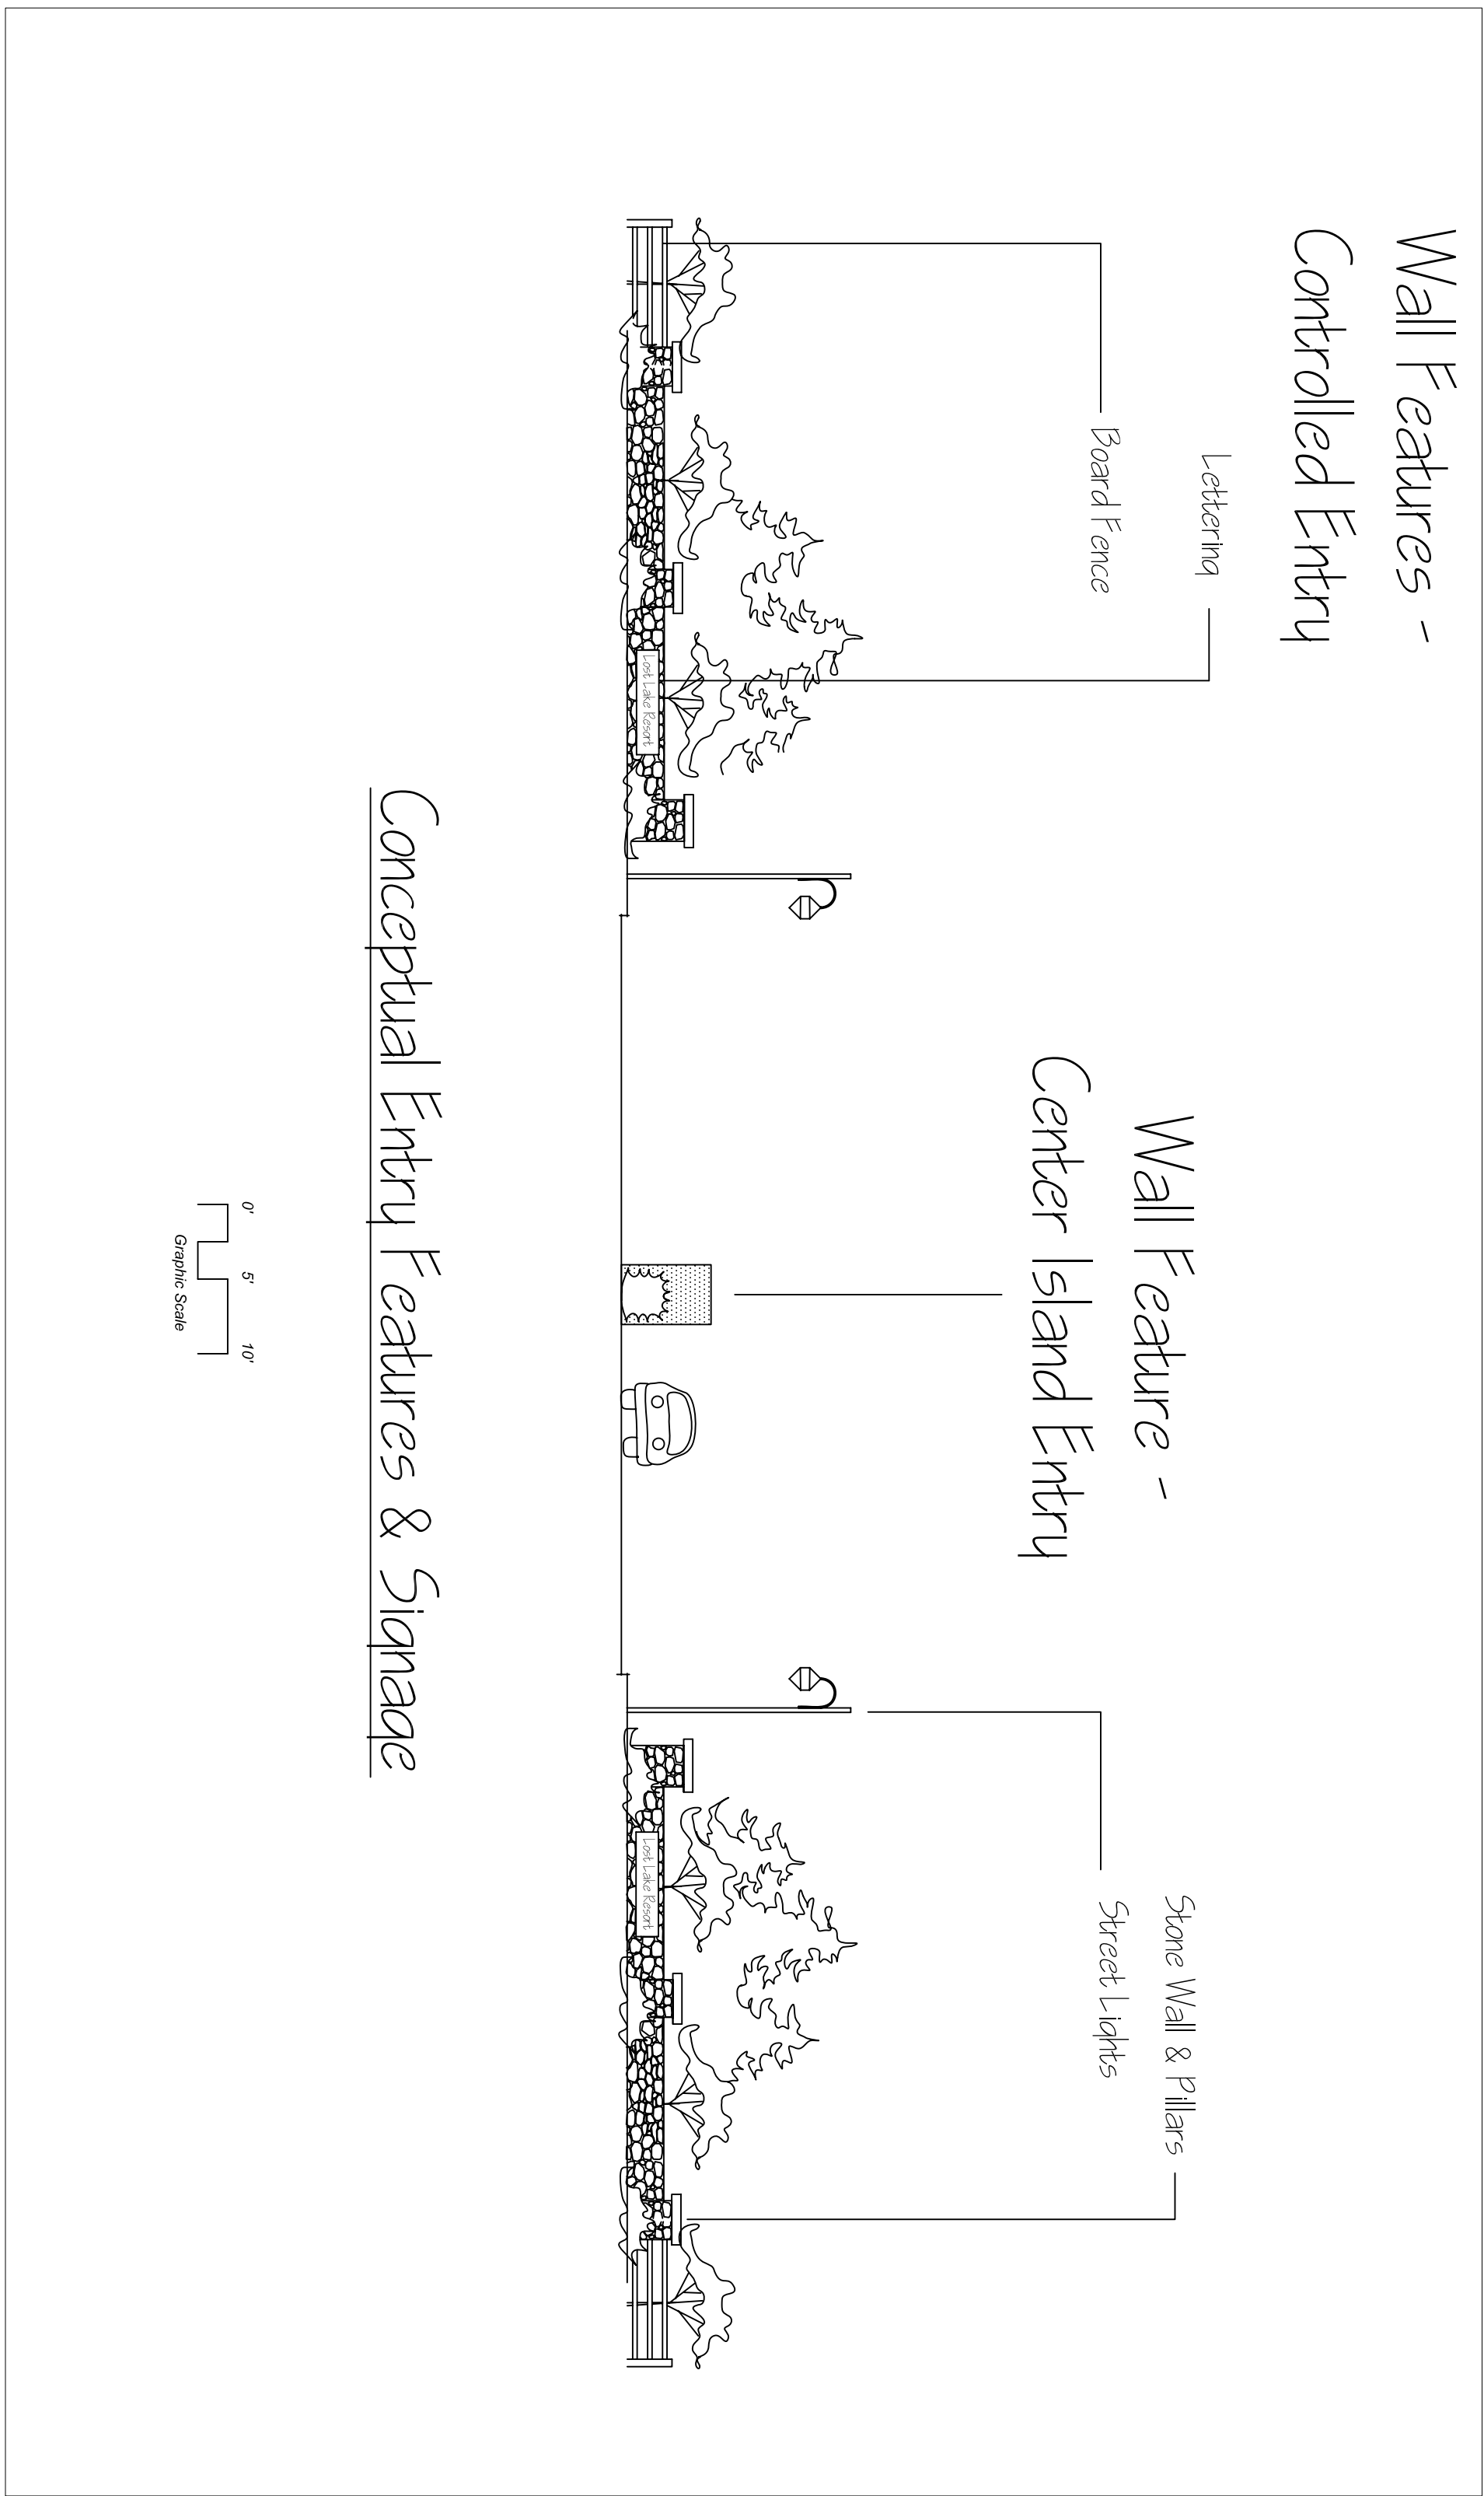 Wall Features -
Controlled Entry
Lettering
Board Fence
Wall Feature -
Center Island Entry
Stone Wall & Pillars
Street Lights
Lost Lake Resort
Lost Lake Resort
Conceptual Entry Features & Signage
0' 5' 10'
Graphic Scale